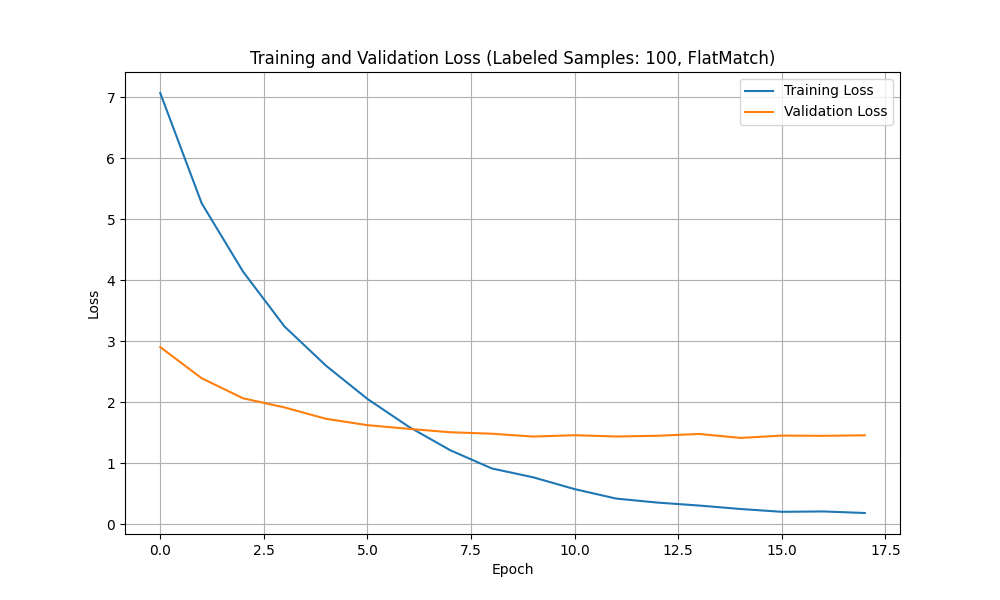 Training and Validation Loss (Labeled Samples: 100, FlatMatch)
Training Loss
Validation Loss
7
6
5
4
3
2
1
0
Loss
0.0 2.5 5.0 7.5 10.0 12.5 15.0 17.5
Epoch